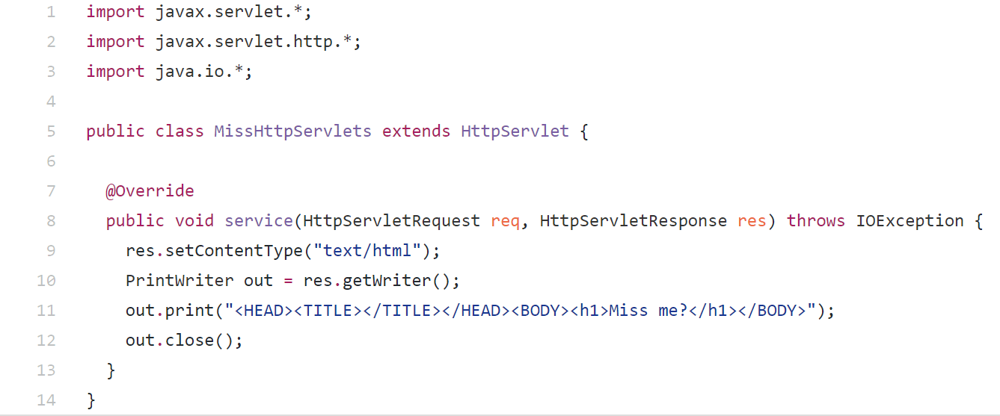 1 import javax.servlet.*;
2 import javax.servlet.http.*;
3 import java.io.*;
4
5 public class MissHttpServlets extends HttpServlet {
6
7 @Override
8 public void service(HttpServletRequest req, HttpServletResponse res) throws IOException {
9 res.setContentType("text/html");
10 PrintWriter out = res.getWriter();
11 out.print("<HEAD><TITLE></TITLE></HEAD><BODY><h1>Miss me?</h1></BODY>");
12 out.close();
13 }
14 }